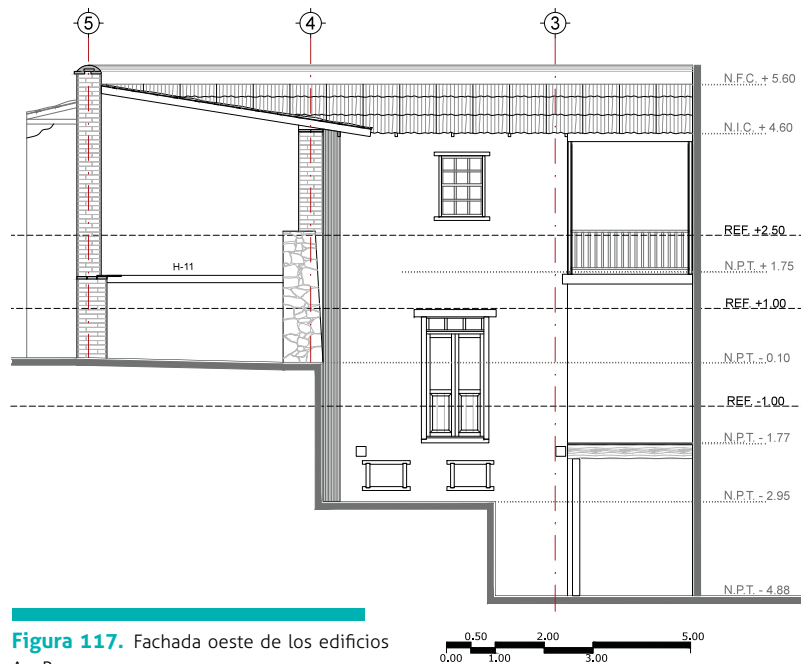 5 4 3
N.F.C. + 5.60
N.I.C. + 4.60
REF. +2.50
H-11
N.P.T. + 1.75
REF. +1.00
N.P.T. - 0.10
REF. -1.00
N.P.T. - 1.77
N.P.T. - 2.95
N.P.T. - 4.88
Figura 117. Fachada oeste de los edificios
0.50 2.00 5.00
0.00 1.00 3.00